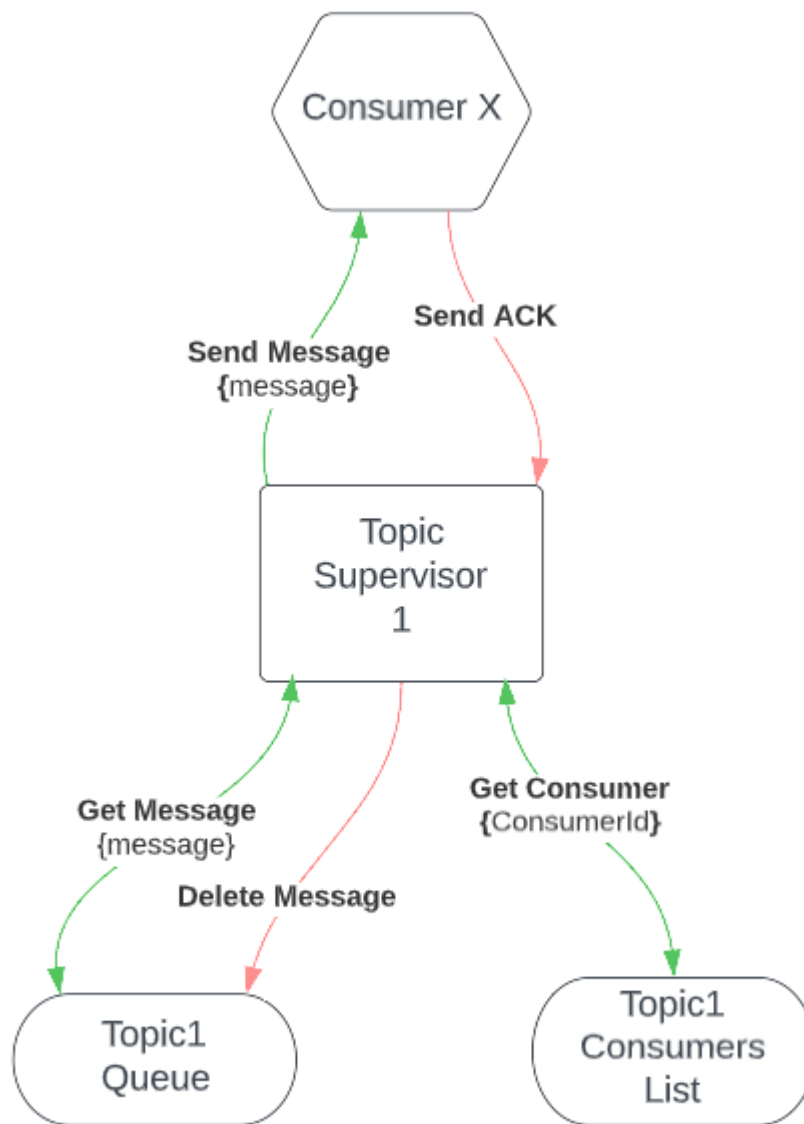 Consumer X
Send ACK
Send Message
{message}
Topic
Supervisor
1
Get Message
{message}
Get Consumer
{ConsumerId}
Delete Message
Topic1
Queue
Topic1
Consumers
List